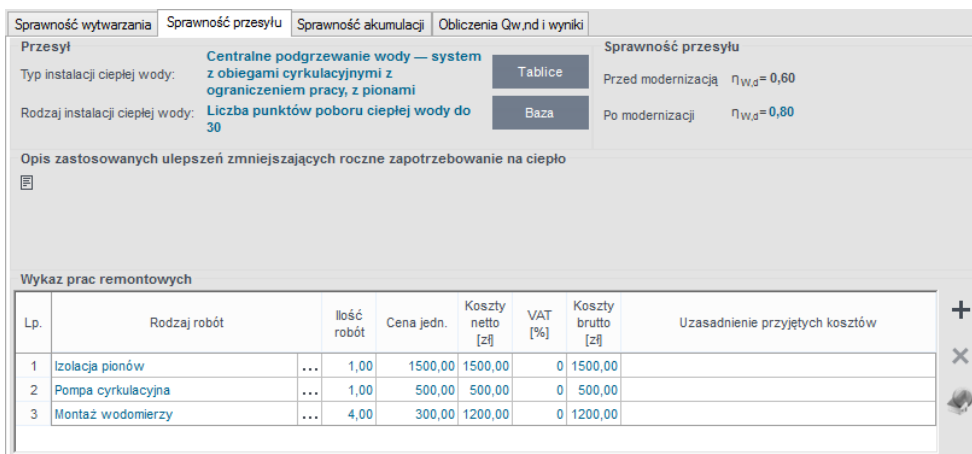 Sprawność wytwarzania Sprawność przesyłu Sprawność akumulacji Obliczenia Qw,nd i wyniki
Przesył
Typ instalacji ciepłej wody:
Centralne podgrzewanie wody — system
z obiegami cyrkulacyjnymi z
ograniczeniem pracy, z pionami
Tablice
Rodzaj instalacji ciepłej wody:
Liczba punktów poboru ciepłej wody do
30
Baza
Sprawność przesyłu
Przed modernizacją ηW,d= 0,60
Po modernizacji ηW,d= 0,80
Opis zastosowanych ulepszeń zmniejszających roczne zapotrzebowanie na ciepło
Wykaz prac remontowych
Lp. Rodzaj robót Ilość robót Cena jedn. Koszty netto [zł] VAT [%] Koszty brutto [zł] Uzasadnienie przyjętych kosztów
1 Izolacja pionów ... 1,00 1500,00 1500,00 0 1500,00
2 Pompa cyrkulacyjna ... 1,00 500,00 500,00 0 500,00
3 Montaż wodomierzy ... 4,00 300,00 1200,00 0 1200,00